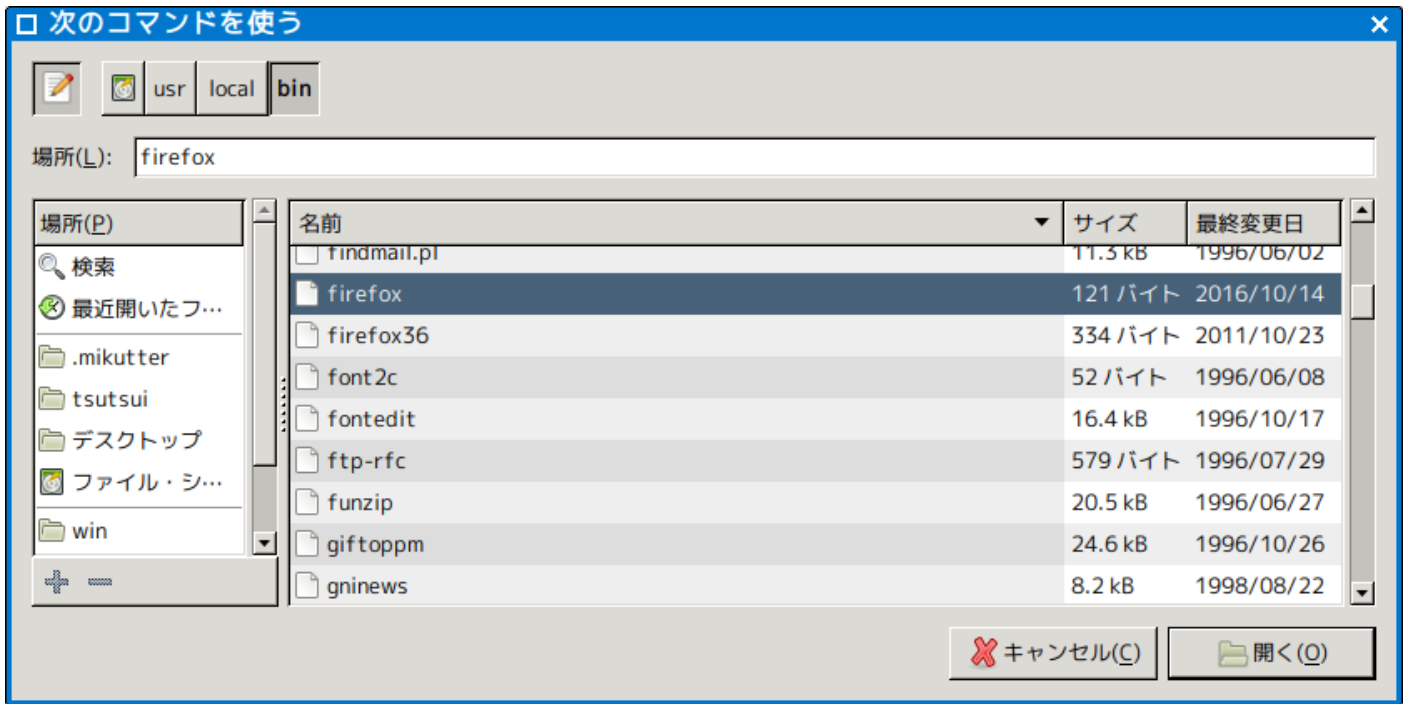 次のコマンドを使う
usr local bin
場所(L): firefox
場所(P)
検索
最近開いたフ…
.mikutter
tsutsui
デスクトップ
ファイル・シ…
win
名前 サイズ 最終変更日
findmail.pl 11.3 kB 1996/06/02
firefox 121 バイト 2016/10/14
firefox36 334 バイト 2011/10/23
font2c 52 バイト 1996/06/08
fontedit 16.4 kB 1996/10/17
ftp-rfc 579 バイト 1996/07/29
funzip 20.5 kB 1996/06/27
giftoppm 24.6 kB 1996/10/26
gninews 8.2 kB 1998/08/22
キャンセル(C) 開く(O)